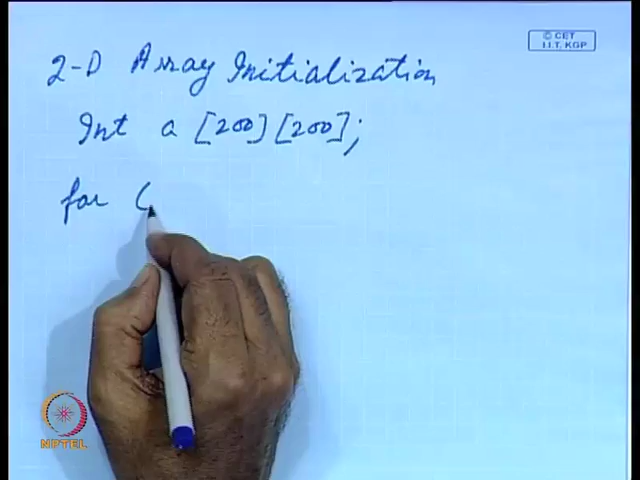 © CET
I.I.T. KGP
2-D Array Initialization
Int a [200][200];
for (
NPTEL